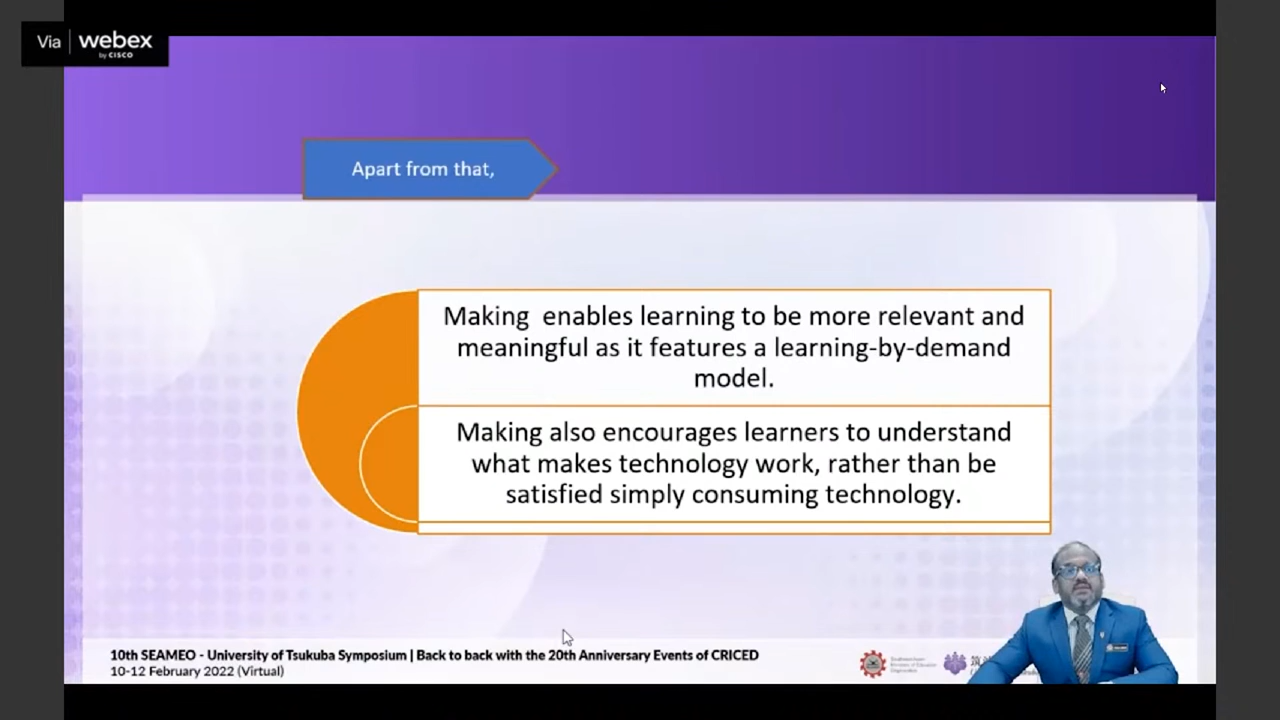 Via webex
by CISCO
Apart from that,
Making enables learning to be more relevant and
meaningful as it features a learning-by-demand
model.
Making also encourages learners to understand
what makes technology work, rather than be
satisfied simply consuming technology.
10th SEAMEO - University of Tsukuba Symposium | Back to back with the 20th Anniversary Events of CRICED
10-12 February 2022 (Virtual)